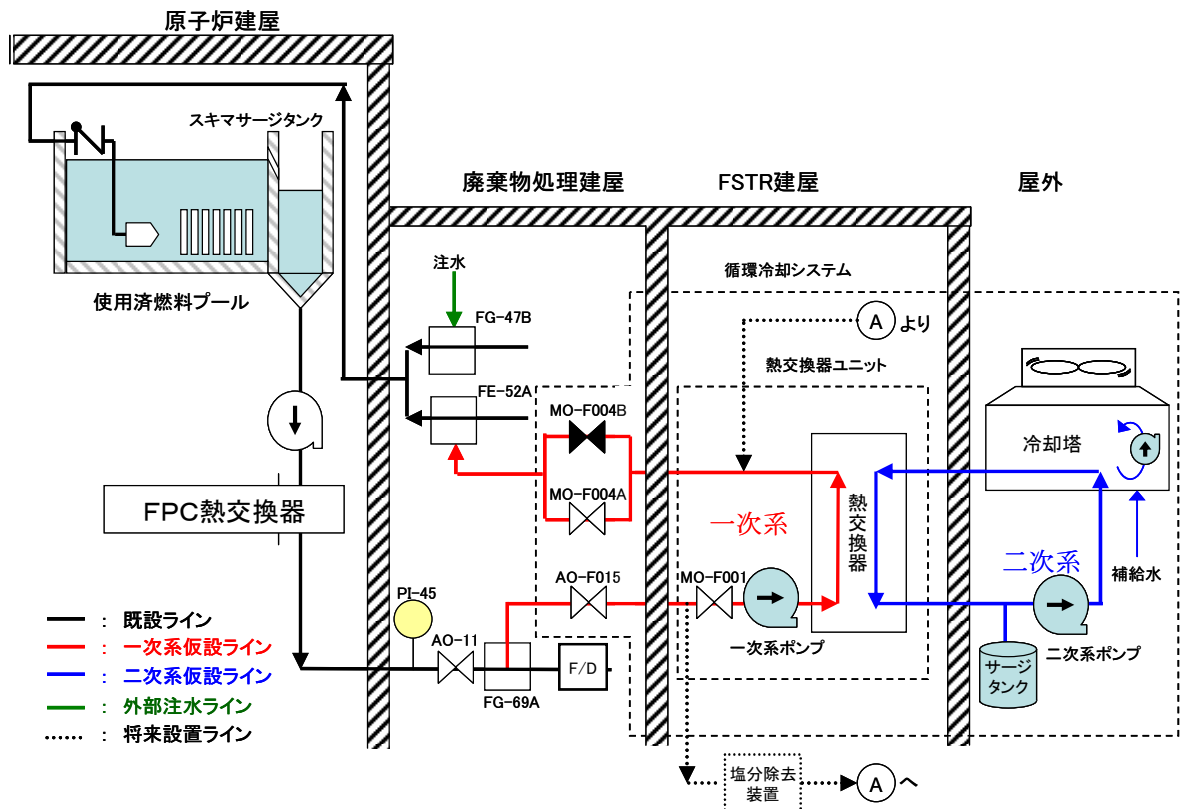 原子炉建屋
スキマサージタンク
廃棄物処理建屋
FSTR建屋
屋外
使用済燃料プール
注水
循環冷却システム
FG-47B
A
より
熱交換器ユニット
FE-52A
MO-F004B
冷却塔
MO-F004A
FPC熱交換器
一次系
熱交換器
二次系
補給水
PI-45
AO-F015
MO-F001
AO-11
一次系ポンプ
二次系ポンプ
F/D
サージ
タンク
FG-69A
: 既設ライン
: 一次系仮設ライン
: 二次系仮設ライン
: 外部注水ライン
: 将来設置ライン
塩分除去
装置
A
へ